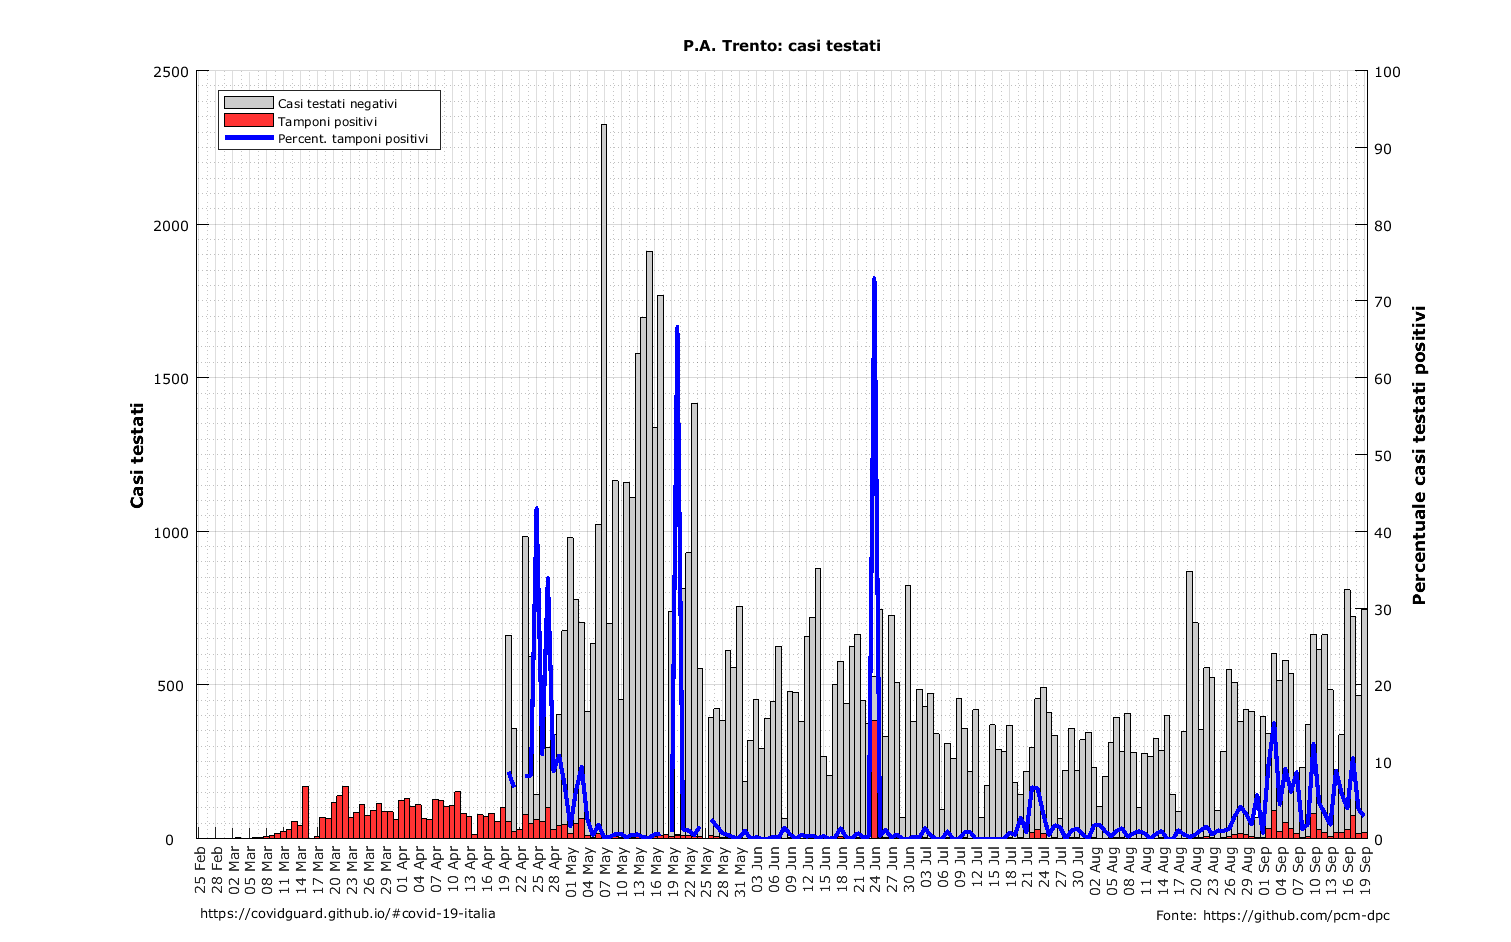 P.A. Trento: casi testati
Casi testati negativi
Tamponi positivi
Percent. tamponi positivi
Casi testati
2500
2000
1500
1000
500
0
100
90
80
70
60
50
40
30
20
10
0
Percentuale casi testati positivi
25 Feb
28 Feb
02 Mar
05 Mar
08 Mar
11 Mar
14 Mar
17 Mar
20 Mar
23 Mar
26 Mar
29 Mar
01 Apr
04 Apr
07 Apr
10 Apr
13 Apr
16 Apr
19 Apr
22 Apr
25 Apr
28 Apr
01 May
04 May
07 May
10 May
13 May
16 May
19 May
22 May
25 May
28 May
31 May
03 Jun
06 Jun
09 Jun
12 Jun
15 Jun
18 Jun
21 Jun
24 Jun
27 Jun
30 Jun
03 Jul
06 Jul
09 Jul
12 Jul
15 Jul
18 Jul
21 Jul
24 Jul
27 Jul
30 Jul
02 Aug
05 Aug
08 Aug
11 Aug
14 Aug
17 Aug
20 Aug
23 Aug
26 Aug
29 Aug
01 Sep
04 Sep
07 Sep
10 Sep
13 Sep
16 Sep
19 Sep
https://covidguard.github.io/#covid-19-italia
Fonte: https://github.com/pcm-dpc